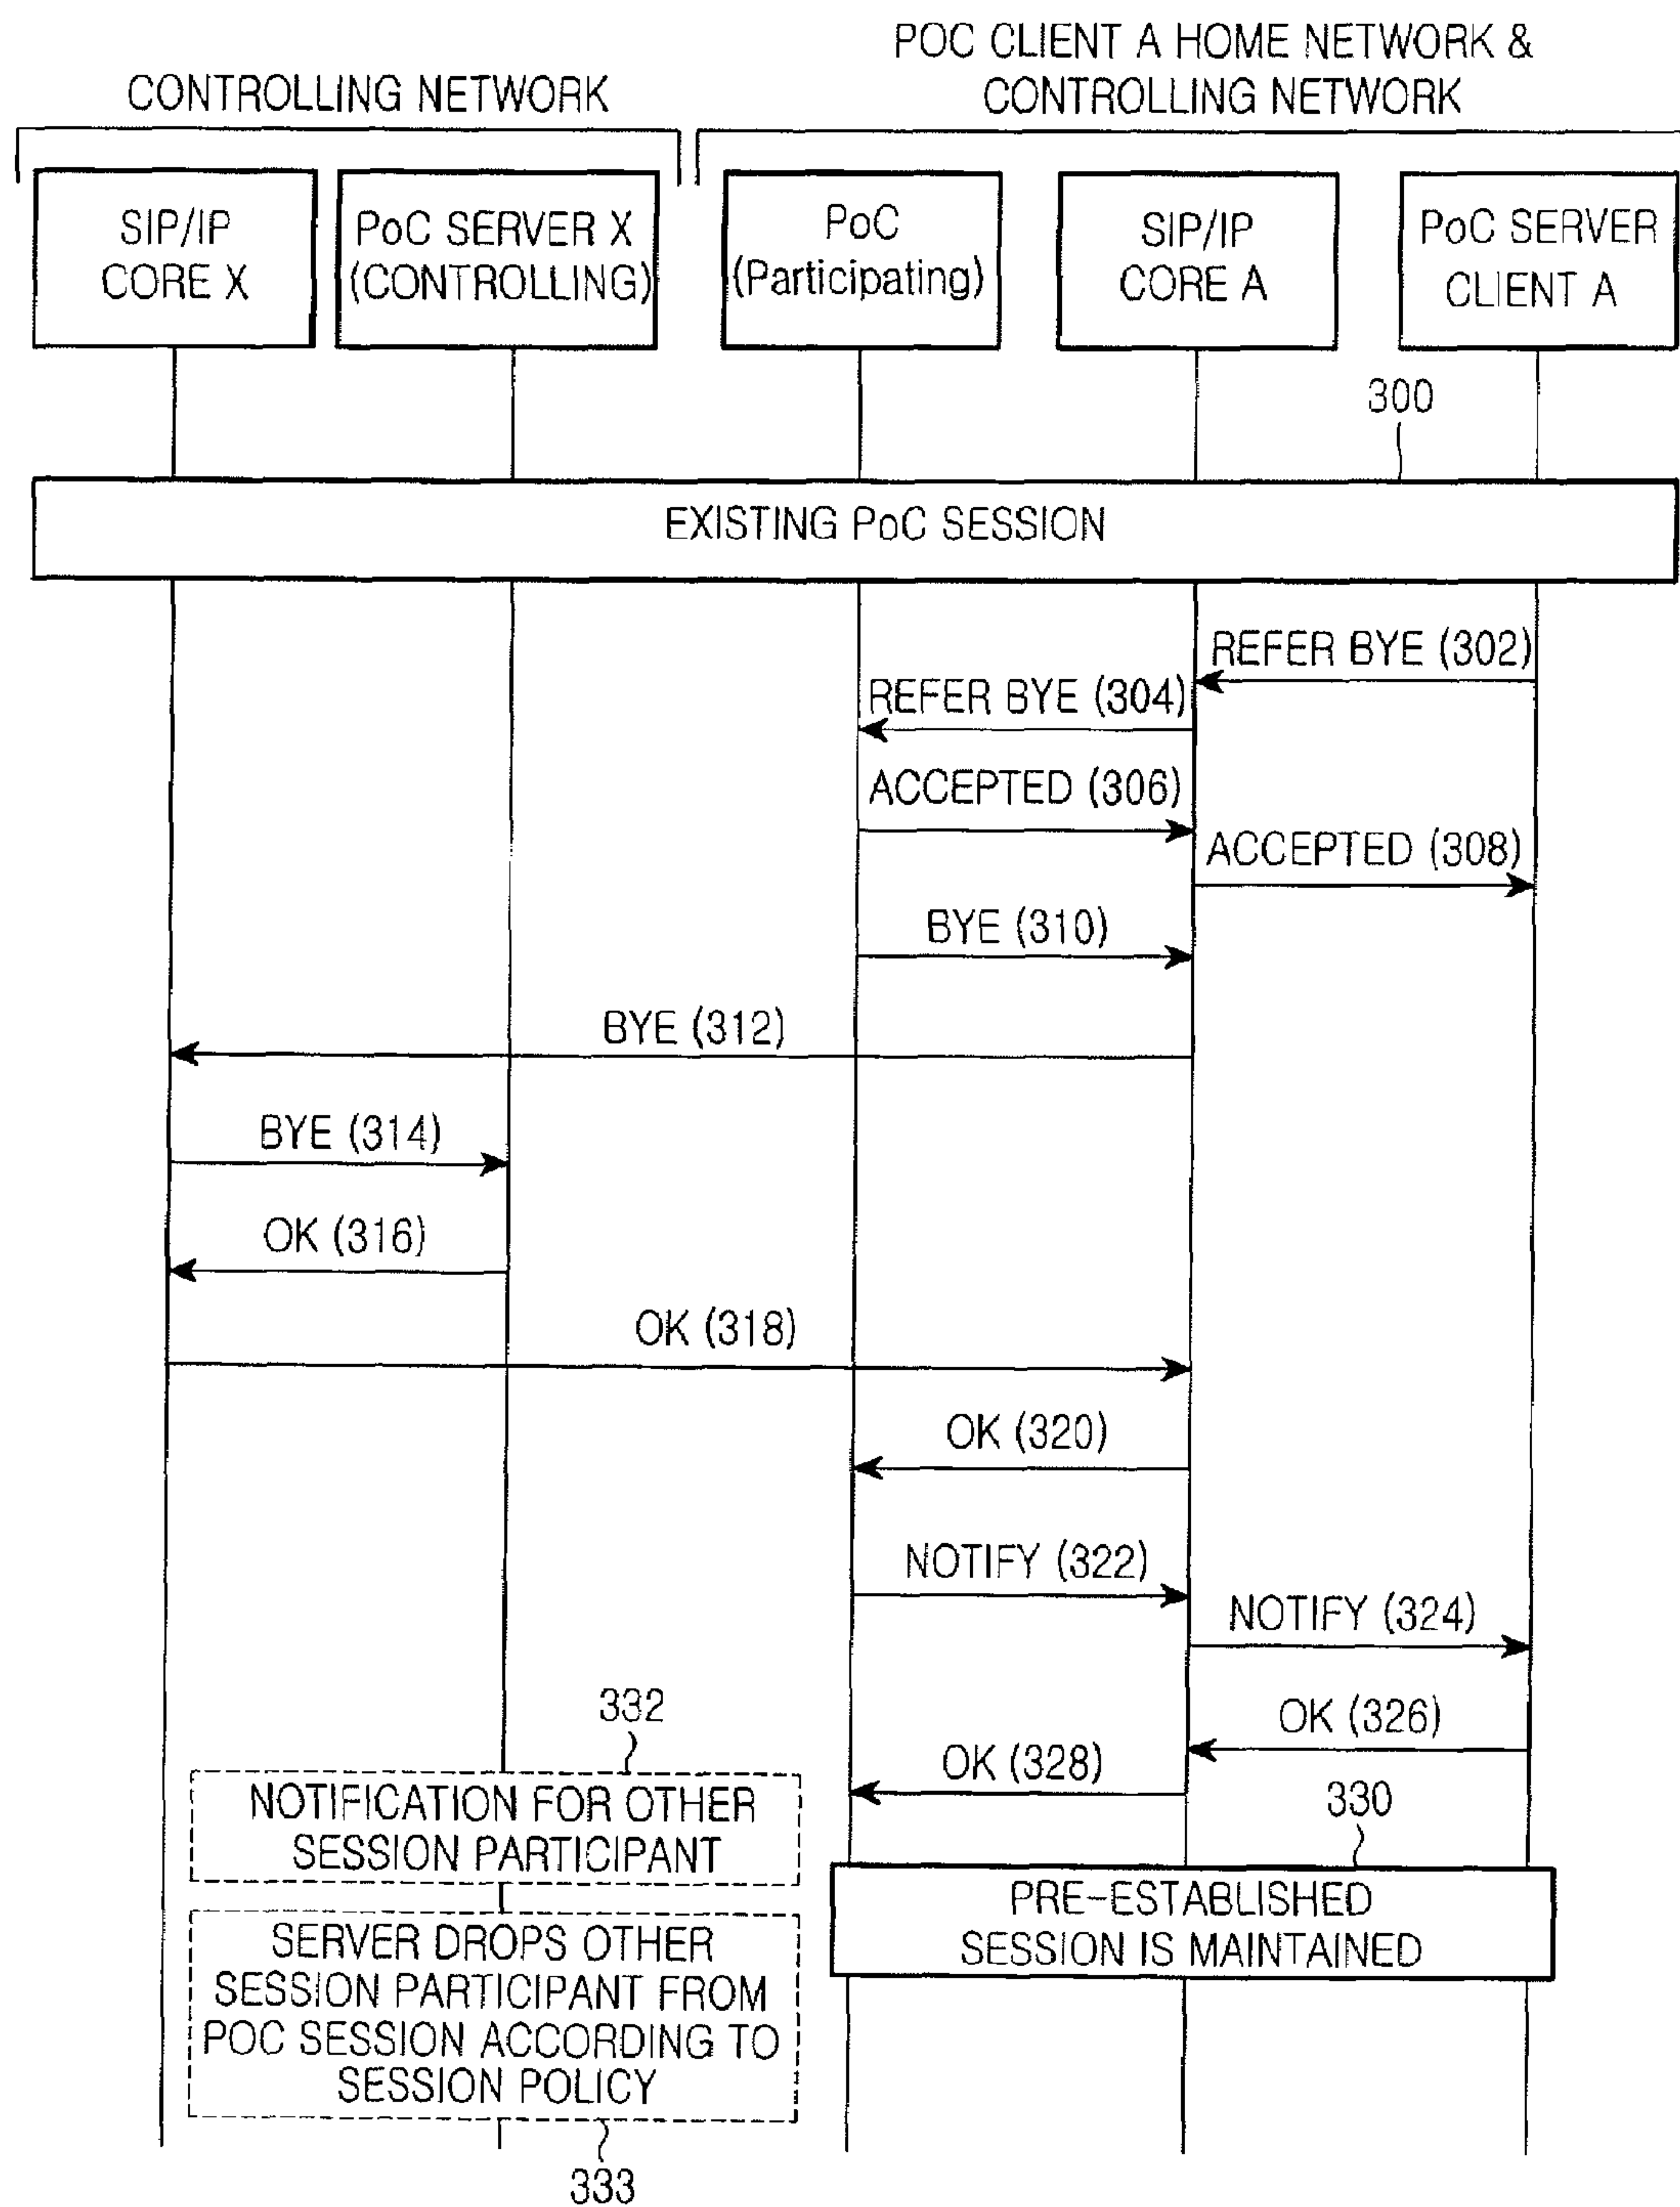 POC CLIENT A HOME NETWORK &
CONTROLLING NETWORK
CONTROLLING NETWORK
SIP/IP
CORE X
PoC SERVER X
(CONTROLLING)
PoC
(Participating)
SIP/IP
CORE A
PoC SERVER
CLIENT A
300
EXISTING PoC SESSION
REFER BYE (302)
REFER BYE (304)
ACCEPTED (306)
ACCEPTED (308)
BYE (310)
BYE (312)
BYE (314)
OK (316)
OK (318)
OK (320)
NOTIFY (322)
NOTIFY (324)
OK (326)
OK (328)
332
NOTIFICATION FOR OTHER
SESSION PARTICIPANT
330
PRE-ESTABLISHED
SESSION IS MAINTAINED
SERVER DROPS OTHER
SESSION PARTICIPANT FROM
POC SESSION ACCORDING TO
SESSION POLICY
333